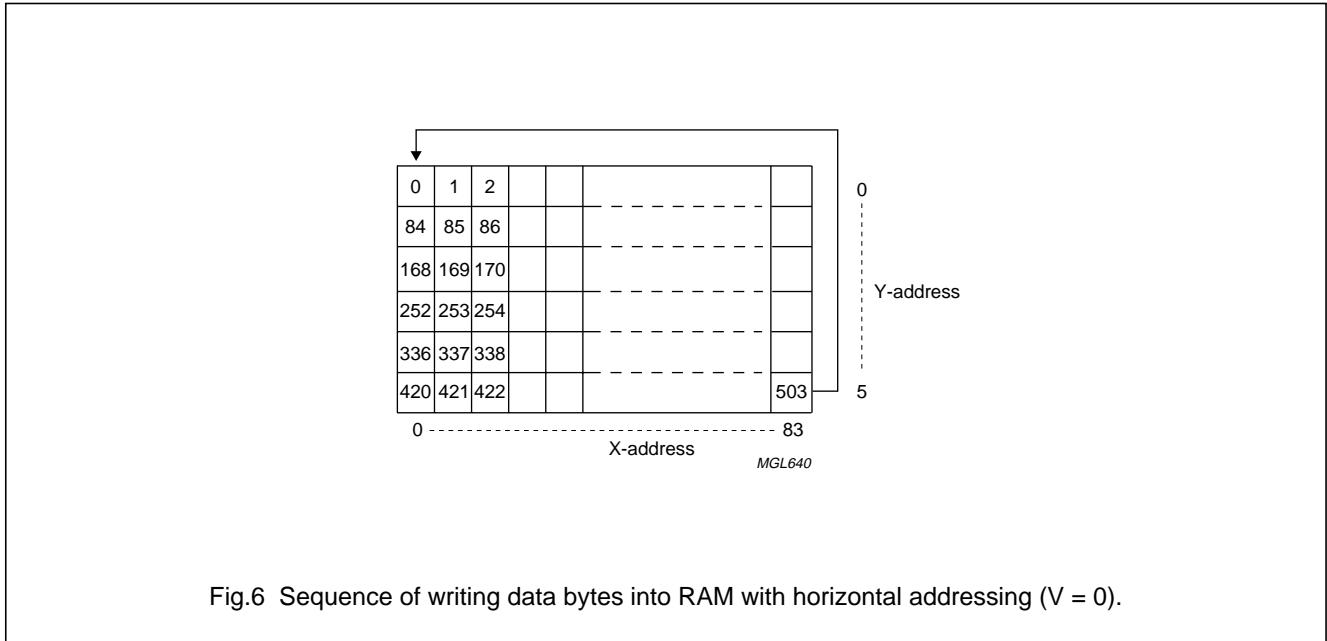 0 1 2 0
84 85 86
168 169 170
Y-address
252 253 254
336 337 338
420 421 422 503 5
0 83
X-address
MGL640
Fig.6 Sequence of writing data bytes into RAM with horizontal addressing (V = 0).